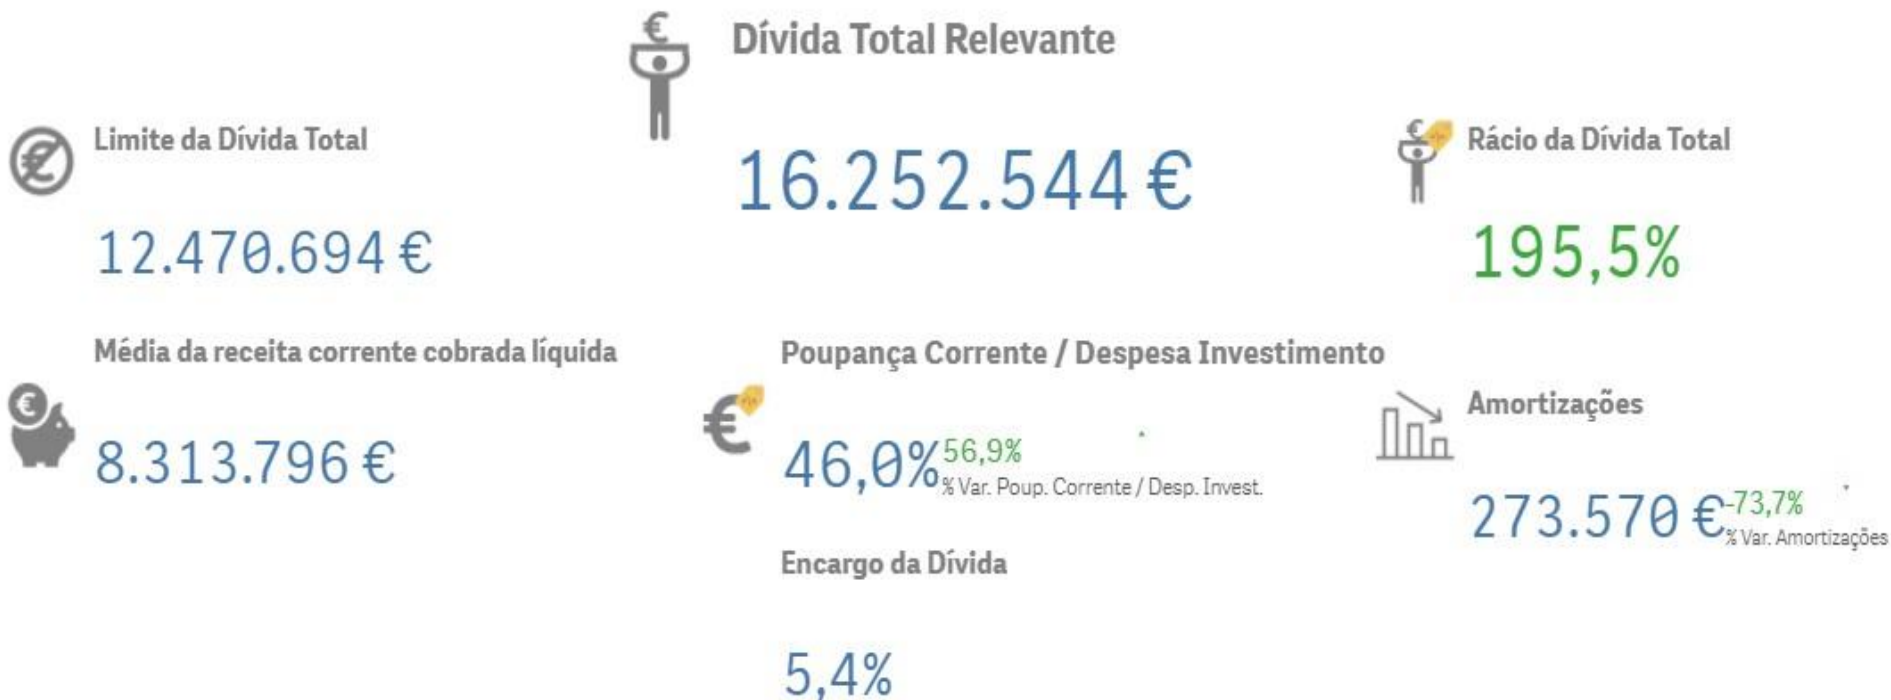 Dívida Total Relevante
16.252.544 €
Limite da Dívida Total
12.470.694 €
Rácio da Dívida Total
195,5%
Média da receita corrente cobrada líquida
8.313.796 €
Poupança Corrente / Despesa Investimento
46,0%
56,9%
% Var. Poup. Corrente / Desp. Invest.
Amortizações
273.570 €
-73,7%
% Var. Amortizações
Encargo da Dívida
5,4%